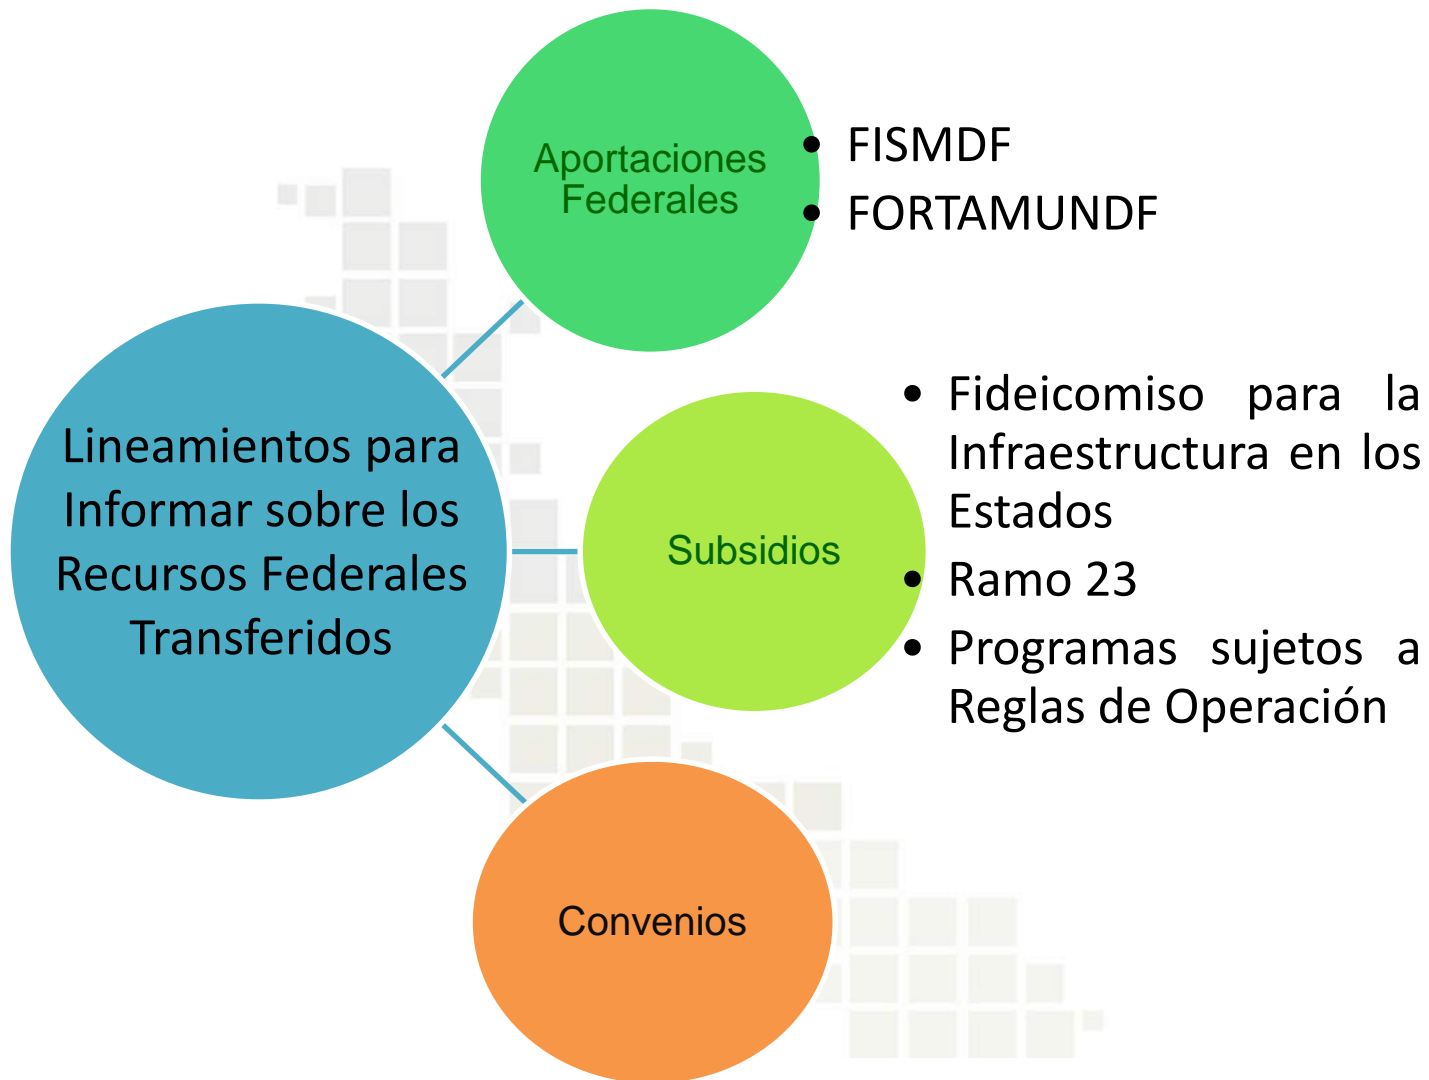 Lineamientos para
Informar sobre los
Recursos Federales
Transferidos
Aportaciones
Federales
• FISMDF
• FORTAMUNDF
Subsidios
• Fideicomiso para la
Infraestructura en los
Estados
• Ramo 23
• Programas sujetos a
Reglas de Operación
Convenios